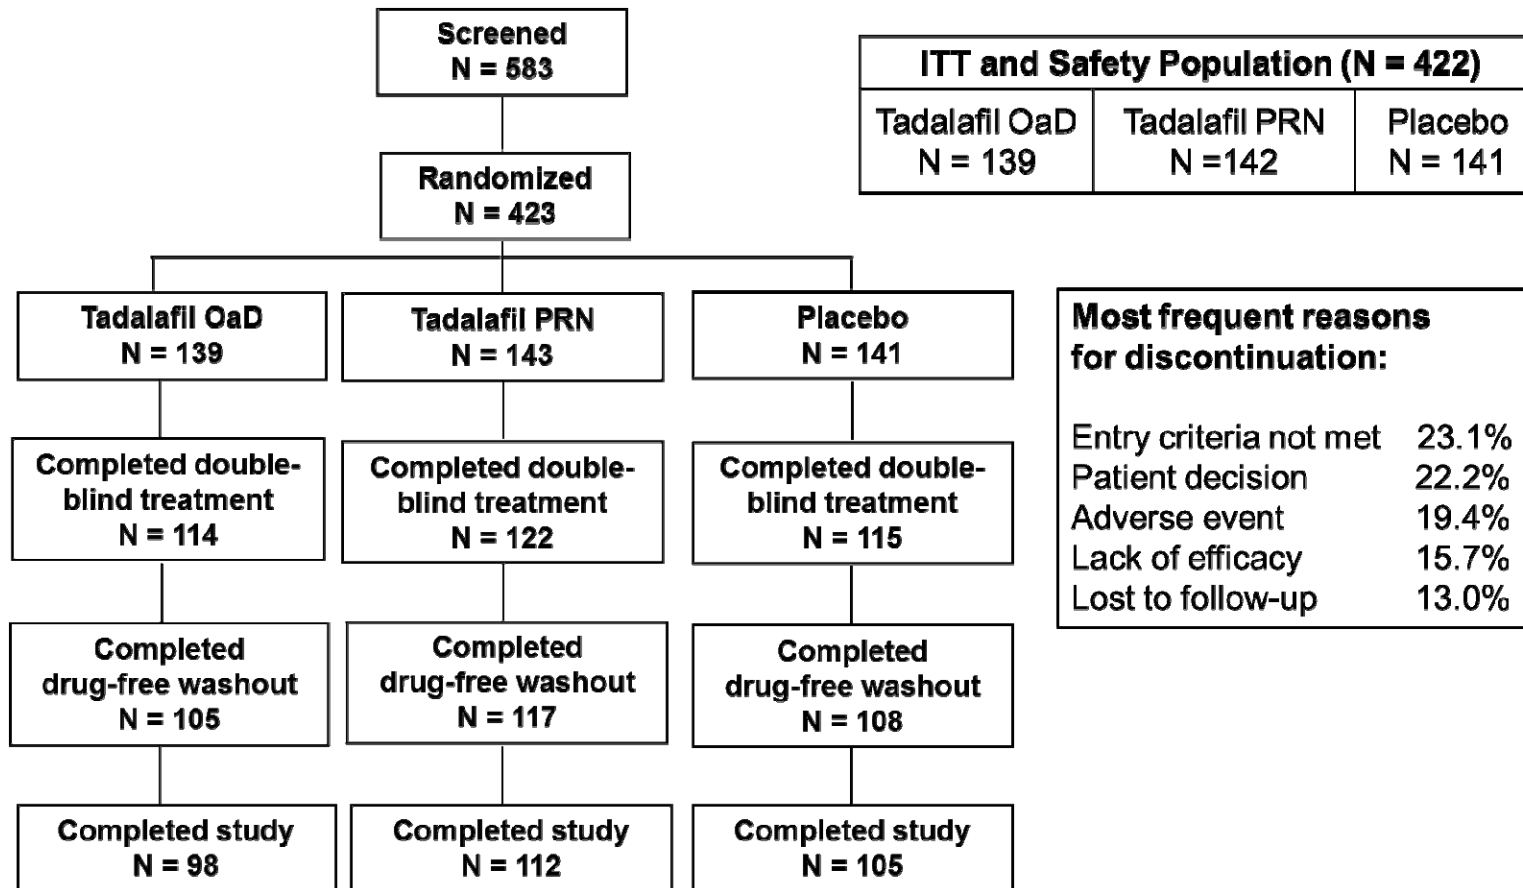 Screened
N = 583
Randomized
N = 423
ITT and Safety Population (N = 422)
Tadalafil OaD
N = 139
Tadalafil PRN
N =142
Placebo
N = 141
Tadalafil OaD
N = 139
Tadalafil PRN
N = 143
Placebo
N = 141
Completed double-
blind treatment
N = 114
Completed double-
blind treatment
N = 122
Completed double-
blind treatment
N = 115
Completed
drug-free washout
N = 105
Completed
drug-free washout
N = 117
Completed
drug-free washout
N = 108
Completed study
N = 98
Completed study
N = 112
Completed study
N = 105
Most frequent reasons
for discontinuation:
Entry criteria not met 23.1%
Patient decision 22.2%
Adverse event 19.4%
Lack of efficacy 15.7%
Lost to follow-up 13.0%